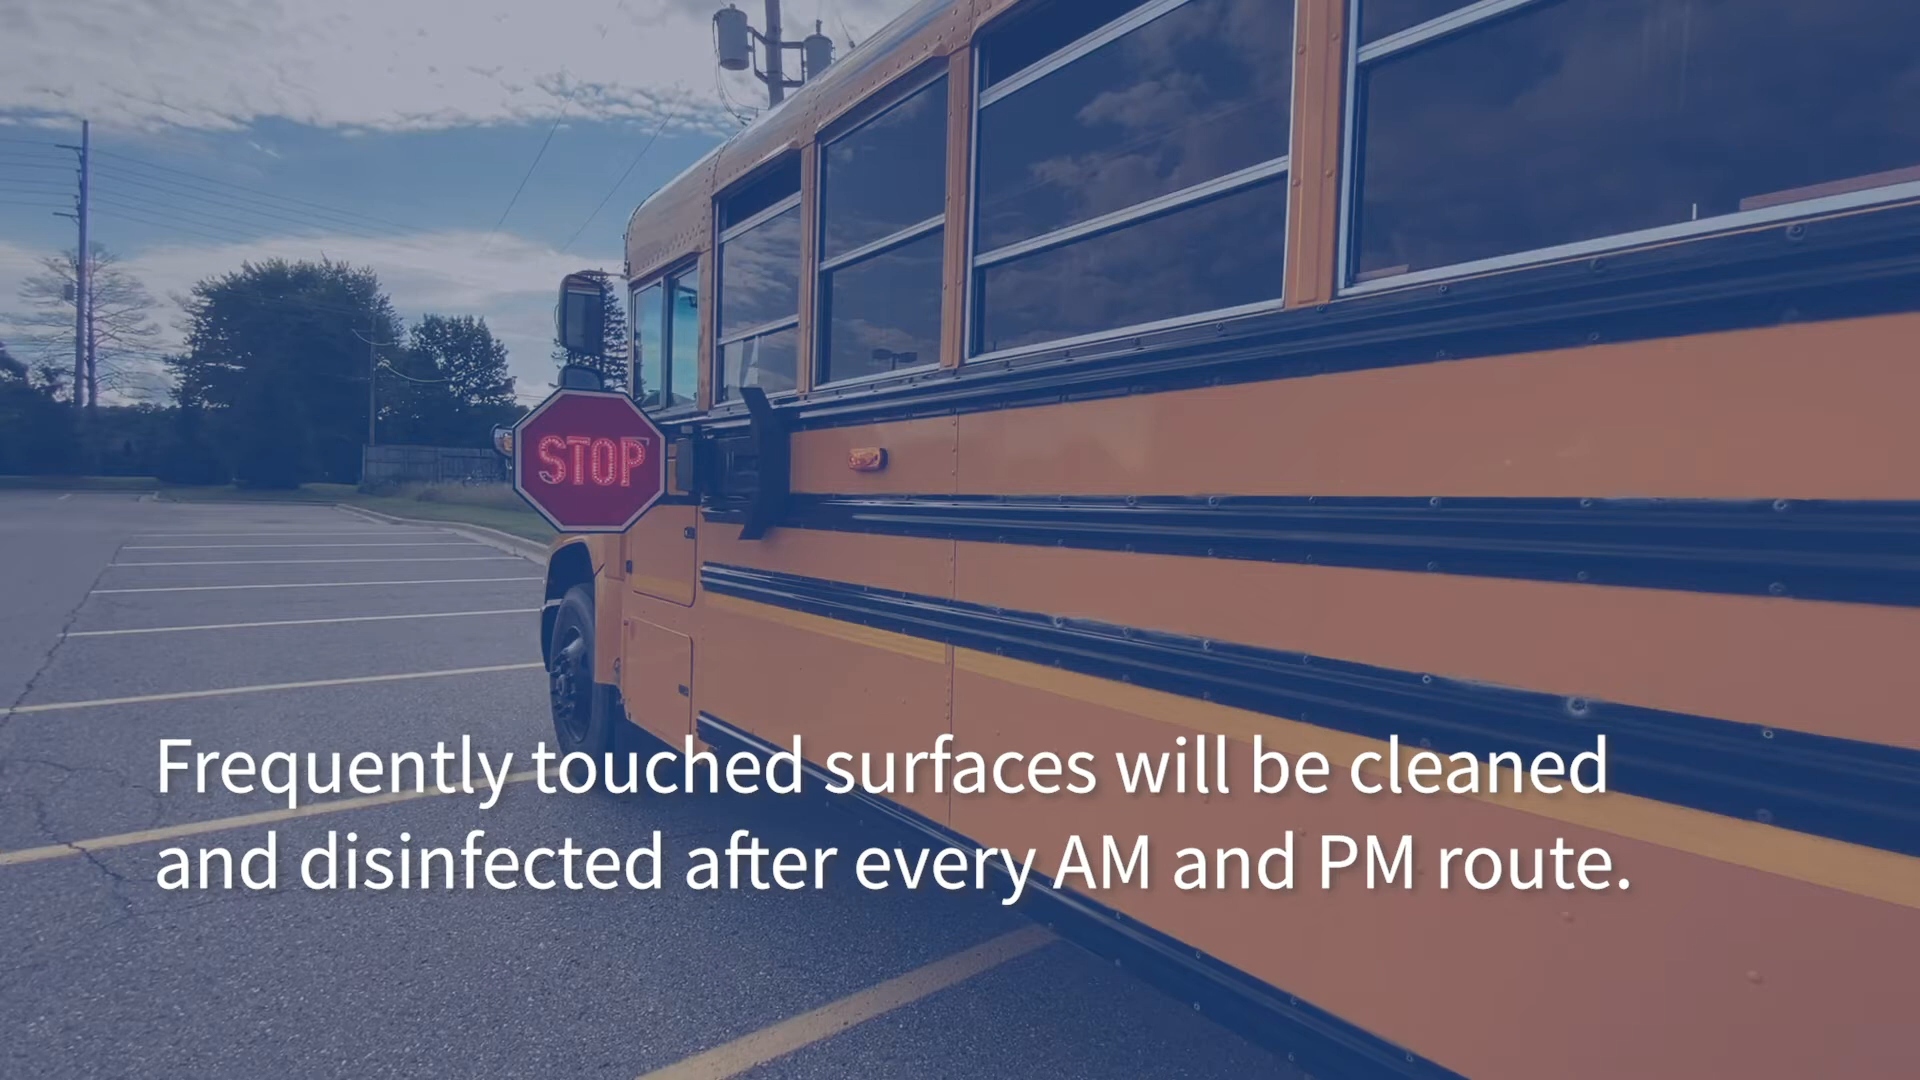 STOP
Frequently touched surfaces will be cleaned
and disinfected after every AM and PM route.